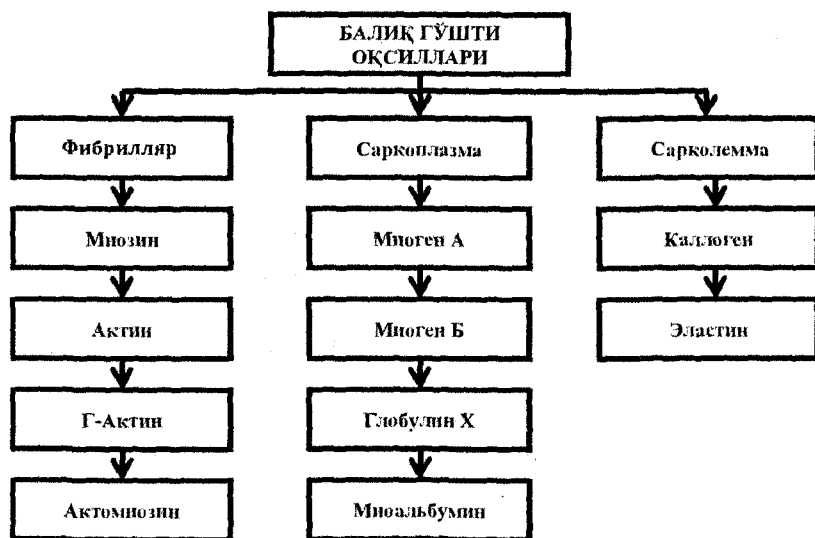 БАЛИҚ ГЎШТИ
ОҚСИЛЛАРИ
Фибрилляр
Саркоплазма
Сарколемма
Миозин
Миоген А
Каллоген
Актин
Миоген Б
Эластин
Г-Актин
Глобулин Х
Актомиозин
Миоальбумин